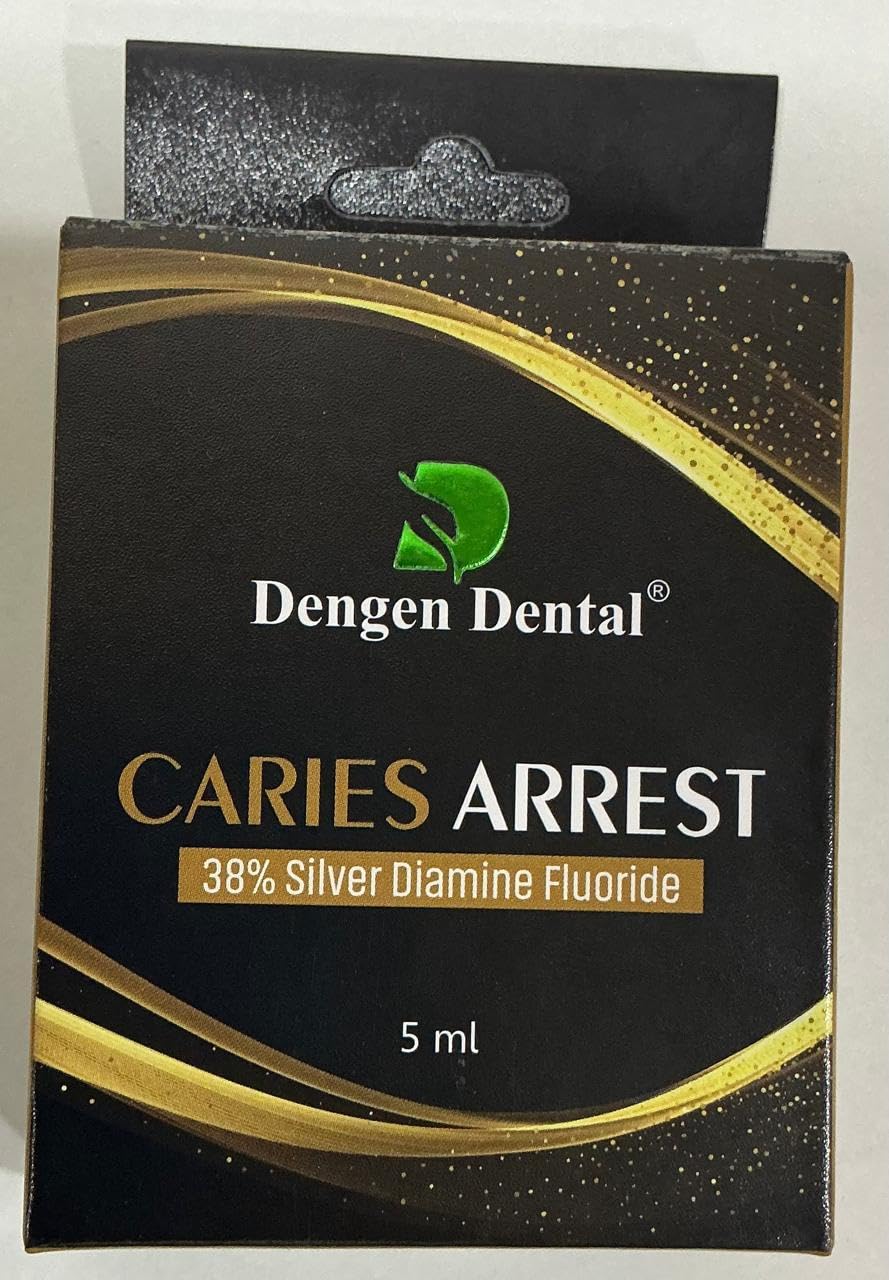 Dengen Dental®
CARIES ARREST
38% Silver Diamine Fluoride
5 ml